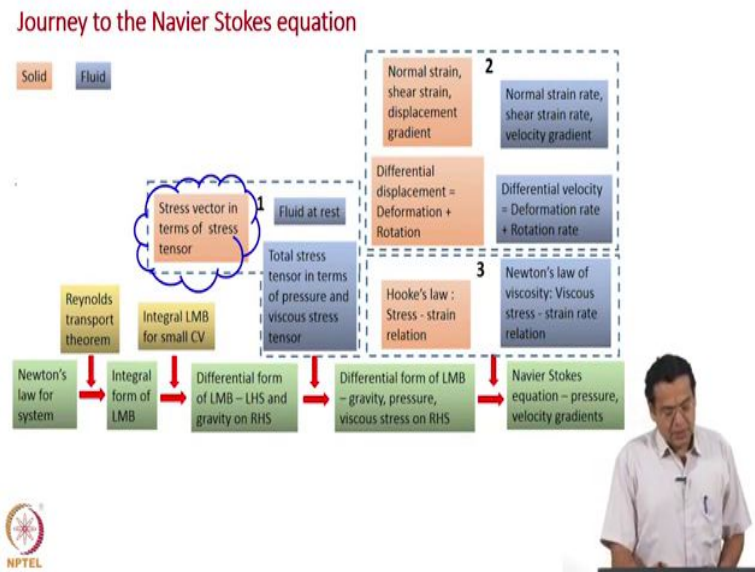 Journey to the Navier Stokes equation
Solid
Fluid
Normal strain,
shear strain,
displacement
gradient
2
Normal strain rate,
shear strain rate,
velocity gradient
Differential
displacement =
Deformation +
Rotation
Differential velocity
= Deformation rate
+ Rotation rate
Stress vector in
terms of stress
tensor
1
Fluid at rest
Total stress
tensor in terms
of pressure and
viscous stress
tensor
3
Hooke's law :
Stress - strain
relation
Newton's law of
viscosity: Viscous
stress - strain rate
relation
Reynolds
transport
theorem
Integral LMB
for small CV
Newton's
law for
system
Integral
form of
LMB
Differential form
of LMB – LHS and
gravity on RHS
Differential form of LMB
– gravity, pressure,
viscous stress on RHS
Navier Stokes
equation – pressure,
velocity gradients
NPTEL